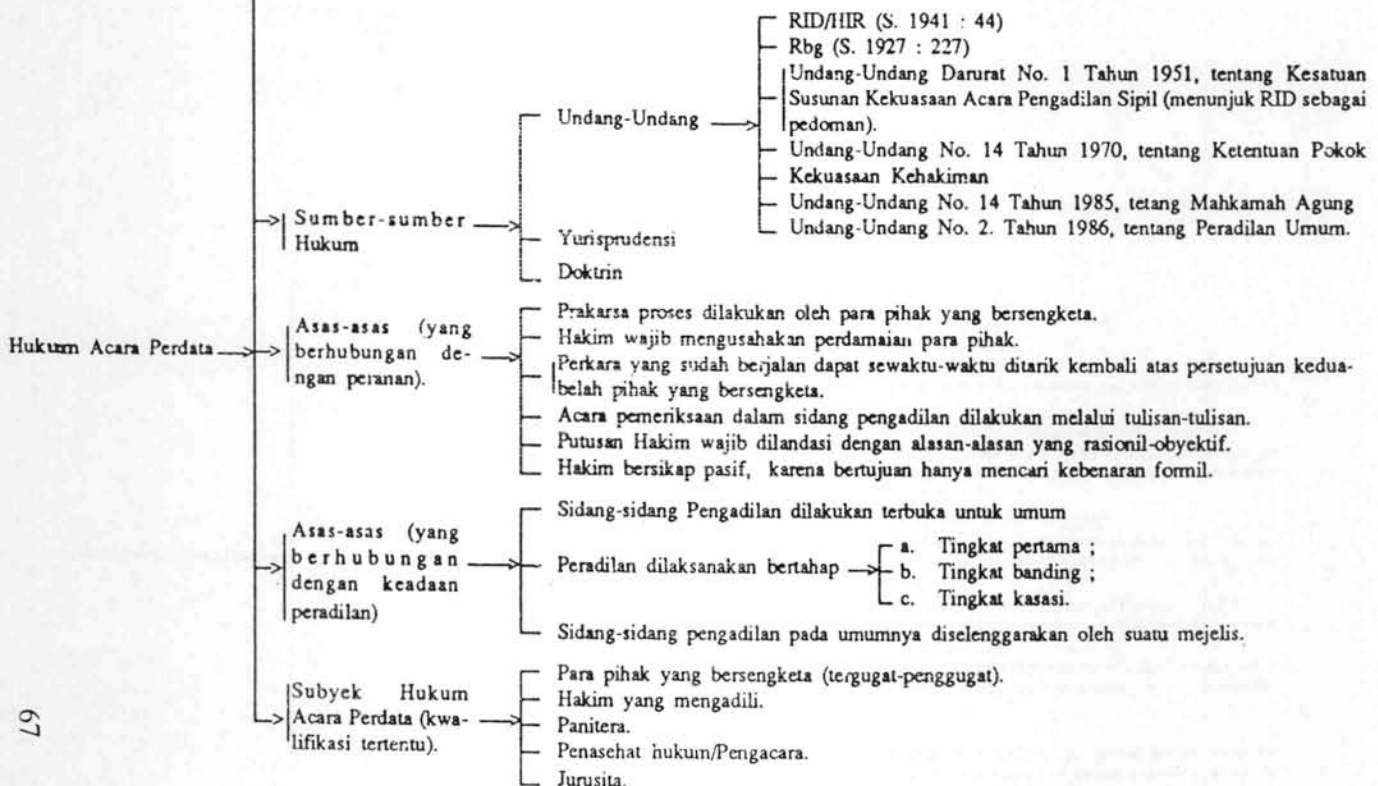 RID/HIR (S. 1941 : 44)
Rbg (S. 1927 : 227)
Undang-Undang Darurat No. 1 Tahun 1951, tentang Kesatuan
Susunan Kekuasaan Acara Pengadilan Sipil (menunjuk RID sebagai
pedoman).
Undang-Undang
Undang-Undang No. 14 Tahun 1970, tentang Ketentuan Pokok
Kekuasaan Kehakiman
Undang-Undang No. 14 Tahun 1985, tetang Mahkamah Agung
Undang-Undang No. 2. Tahun 1986, tentang Peradilan Umum.
Sumber-sumber
Hukum
Yurisprudensi
Doktrin
Hukum Acara Perdata
Asas-asas (yang
berhubungan de-
ngan peranan).
Prakarsa proses dilakukan oleh para pihak yang bersengketa.
Hakim wajib mengusahakan perdamaian para pihak.
Perkara yang sudah berjalan dapat sewaktu-waktu ditarik kembali atas persetujuan kedua-
belah pihak yang bersengketa.
Acara pemeriksaan dalam sidang pengadilan dilakukan melalui tulisan-tulisan.
Putusan Hakim wajib dilandasi dengan alasan-alasan yang rasionil-obyektif.
Hakim bersikap pasif, karena bertujuan hanya mencari kebenaran formil.
Asas-asas (yang
berhubungan
dengan keadaan
peradilan)
Sidang-sidang Pengadilan dilakukan terbuka untuk umum
Peradilan dilaksanakan bertahap
a. Tingkat pertama ;
b. Tingkat banding ;
c. Tingkat kasasi.
Sidang-sidang pengadilan pada umumnya diselenggarakan oleh suatu mejelis.
Subyek Hukum
Acara Perdata (kwa-
lifikasi tertentu).
Para pihak yang bersengketa (tergugat-penggugat).
Hakim yang mengadili.
Panitera.
Penasehat hukum/Pengacara.
Jurusita.
67